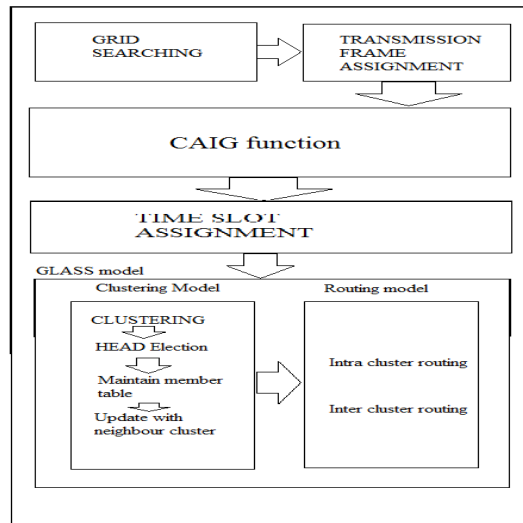 GRID
SEARCHING
TRANSMISSION
FRAME
ASSIGNMENT
CAIG function
TIME SLOT
ASSIGNMENT
GLASS model
Clustering Model
Routing model
CLUSTERING
HEAD Election
Maintain member
table
Update with
neighbour cluster
Intra cluster routing
Inter cluster routing